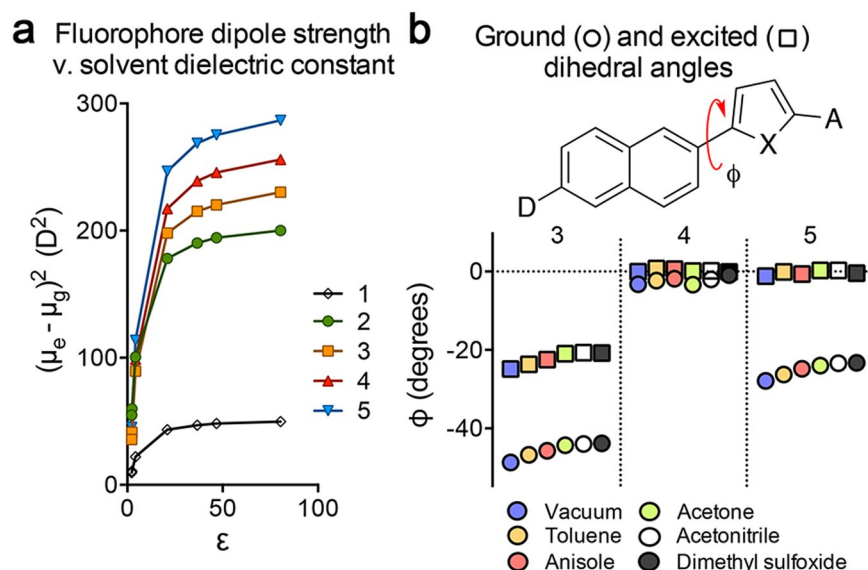 a Fluorophore dipole strength
v. solvent dielectric constant
300
200
100
0
0 50 100
(μe - μg)² (D²)
ε
1
2
3
4
5
b Ground (○) and excited (□)
dihedral angles
D
X
A
ϕ
3 4 5
0
-20
-40
ϕ (degrees)
Vacuum Acetone
Toluene Acetonitrile
Anisole Dimethyl sulfoxide